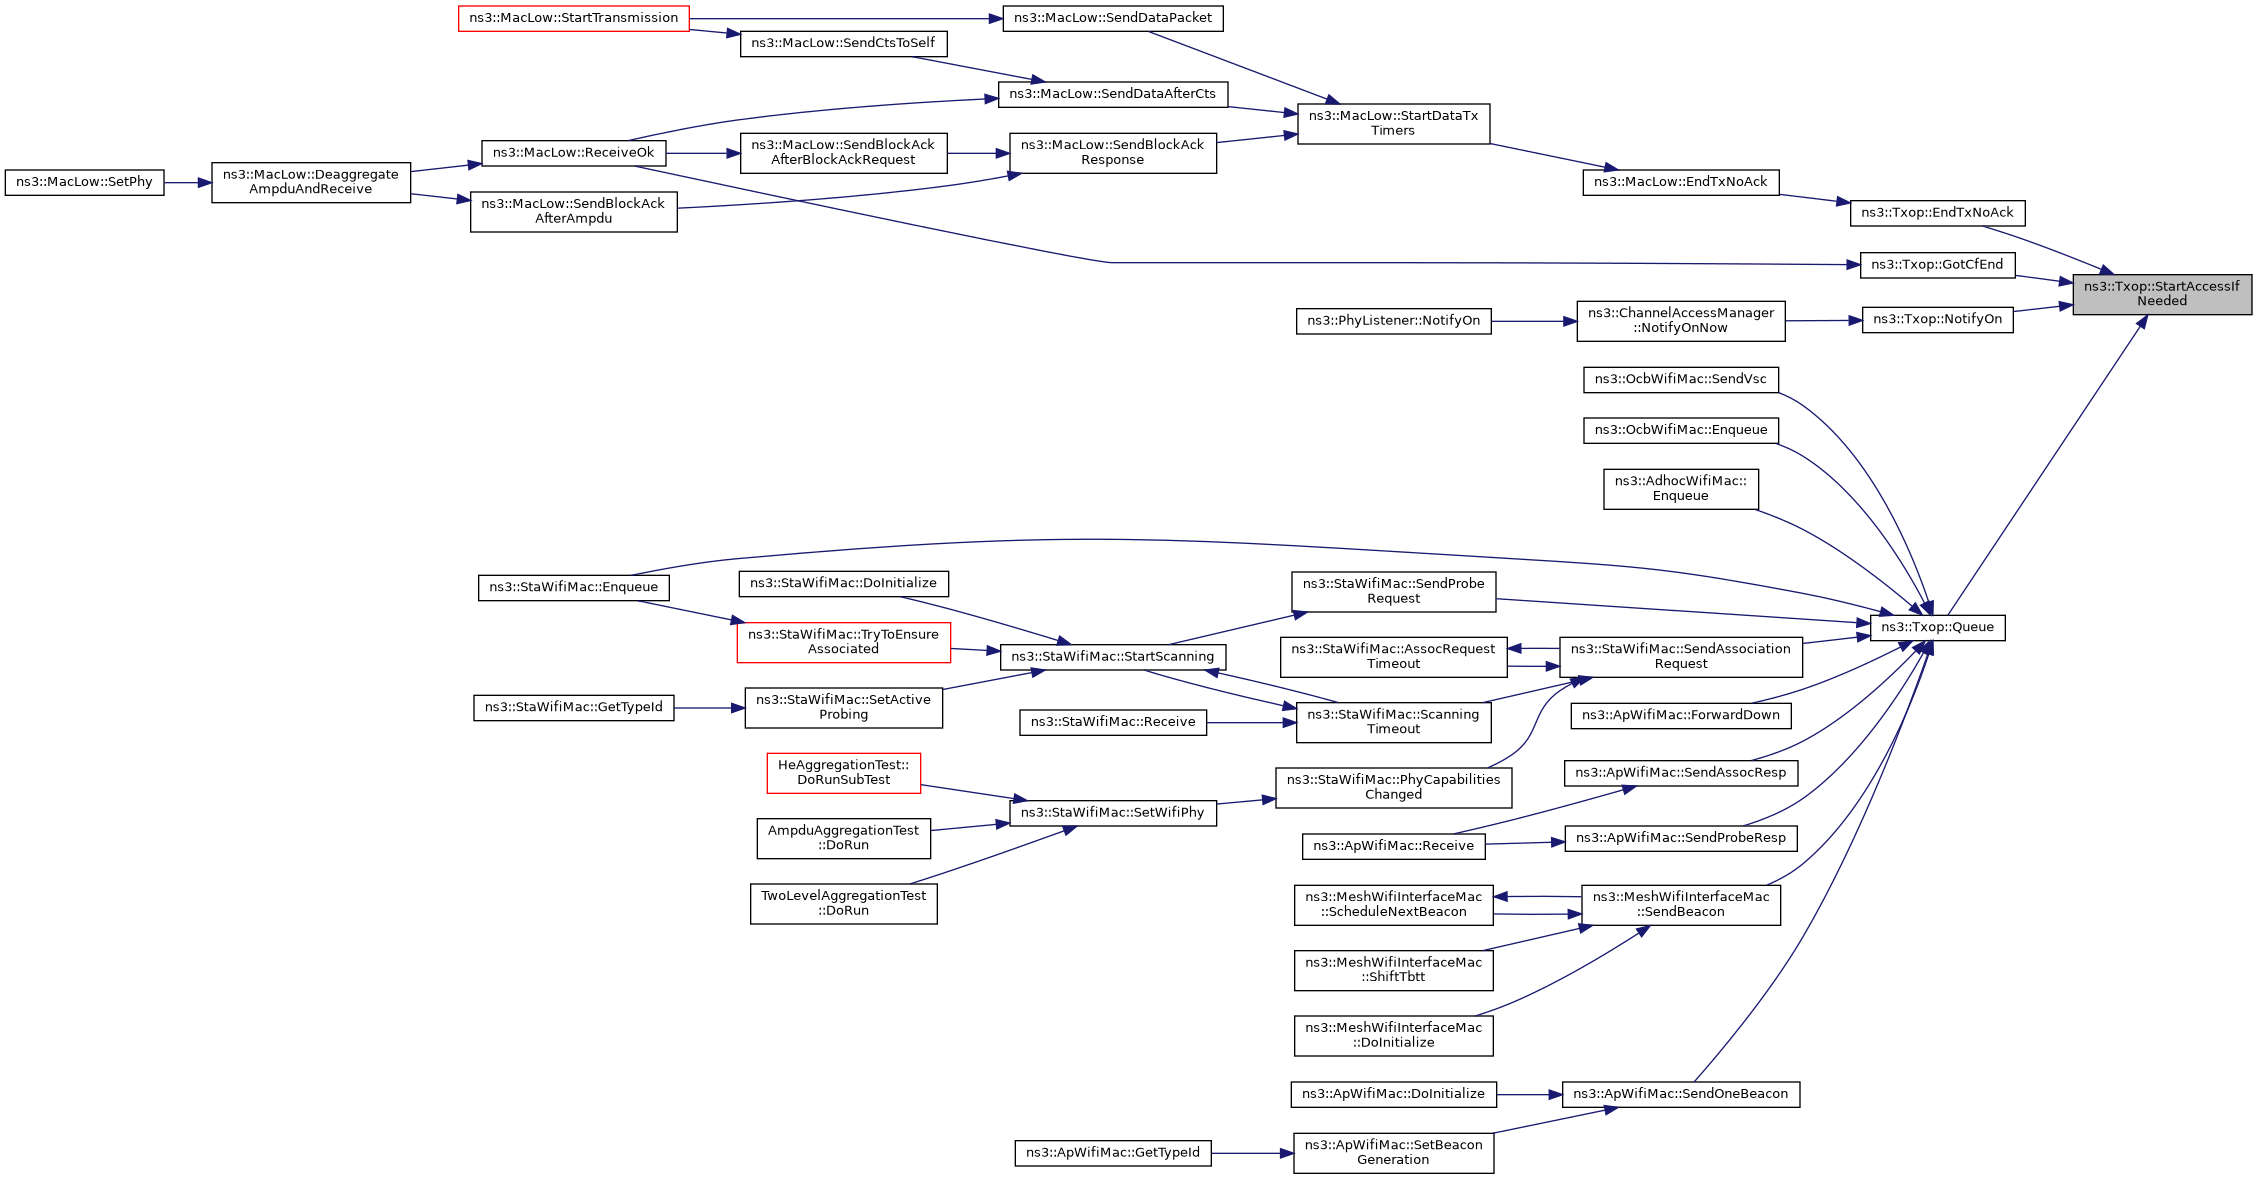 ns3::MacLow::StartTransmission
ns3::MacLow::SendDataPacket
ns3::MacLow::SendCtsToSelf
ns3::MacLow::SendDataAfterCts
ns3::MacLow::StartDataTx
Timers
ns3::MacLow::ReceiveOk
ns3::MacLow::SendBlockAck
AfterBlockAckRequest
ns3::MacLow::SendBlockAck
Response
ns3::MacLow::SetPhy
ns3::MacLow::Deaggregate
AmpduAndReceive
ns3::MacLow::SendBlockAck
AfterAmpdu
ns3::MacLow::EndTxNoAck
ns3::Txop::EndTxNoAck
ns3::Txop::GotCfEnd
ns3::Txop::StartAccessIf
Needed
ns3::PhyListener::NotifyOn
ns3::ChannelAccessManager
::NotifyOnNow
ns3::Txop::NotifyOn
ns3::OcbWifiMac::SendVsc
ns3::OcbWifiMac::Enqueue
ns3::AdhocWifiMac::
Enqueue
ns3::StaWifiMac::Enqueue
ns3::StaWifiMac::DoInitialize
ns3::StaWifiMac::SendProbe
Request
ns3::Txop::Queue
ns3::StaWifiMac::TryToEnsure
Associated
ns3::StaWifiMac::StartScanning
ns3::StaWifiMac::AssocRequest
Timeout
ns3::StaWifiMac::SendAssociation
Request
ns3::StaWifiMac::GetTypeId
ns3::StaWifiMac::SetActive
Probing
ns3::StaWifiMac::Receive
ns3::StaWifiMac::Scanning
Timeout
ns3::ApWifiMac::ForwardDown
HeAggregationTest::
DoRunSubTest
ns3::StaWifiMac::PhyCapabilities
Changed
ns3::ApWifiMac::SendAssocResp
ns3::StaWifiMac::SetWifiPhy
AmpduAggregationTest
::DoRun
ns3::ApWifiMac::Receive
ns3::ApWifiMac::SendProbeResp
TwoLevelAggregationTest
::DoRun
ns3::MeshWifiInterfaceMac
::ScheduleNextBeacon
ns3::MeshWifiInterfaceMac
::SendBeacon
ns3::MeshWifiInterfaceMac
::ShiftTbtt
ns3::MeshWifiInterfaceMac
::DoInitialize
ns3::ApWifiMac::DoInitialize
ns3::ApWifiMac::SendOneBeacon
ns3::ApWifiMac::GetTypeId
ns3::ApWifiMac::SetBeacon
Generation